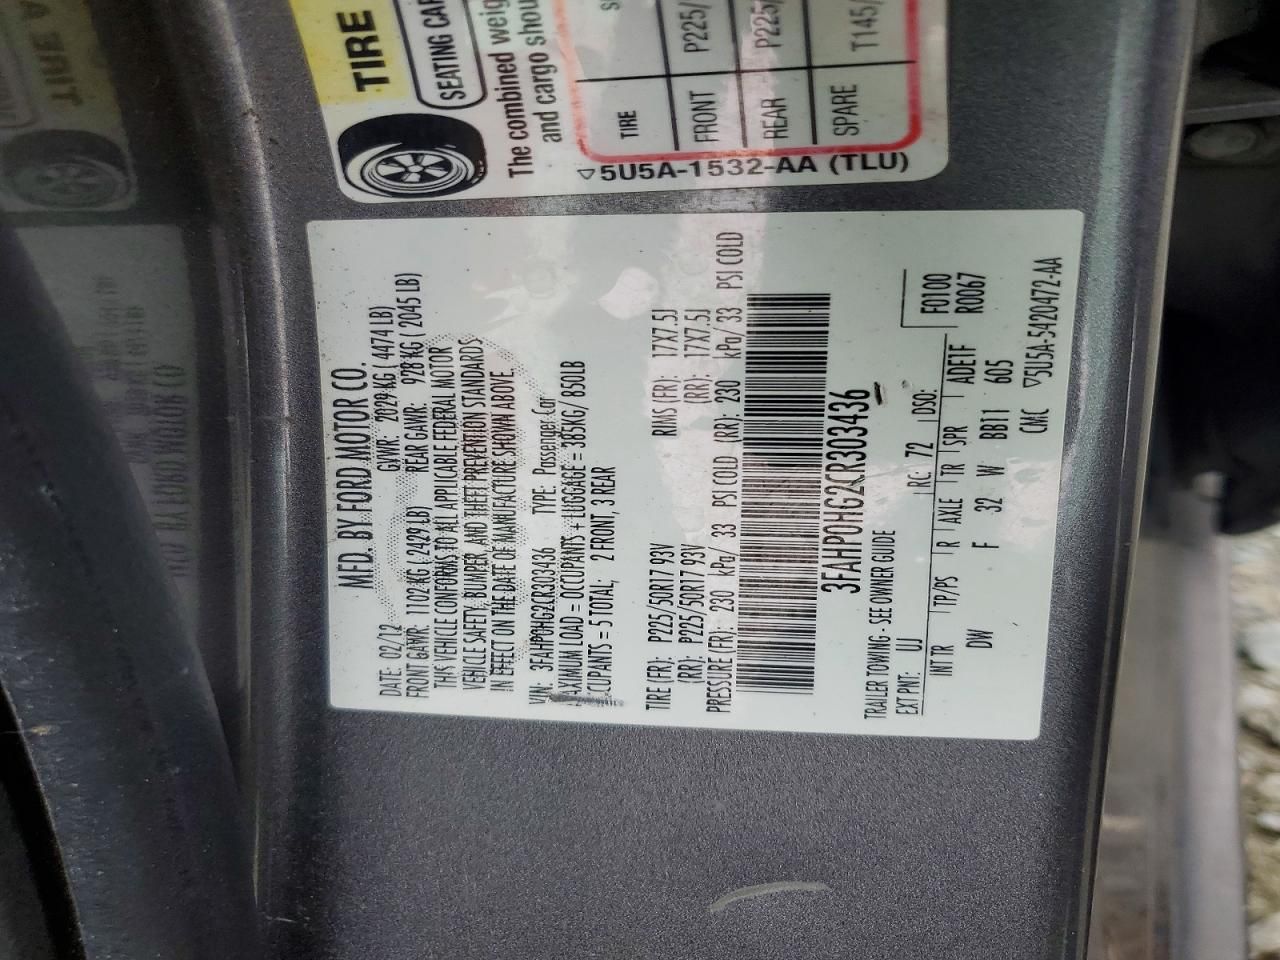 TIRE
SEATING CAP
The combined weig
and cargo shou
TIRE
FRONT P225/
REAR P225/
SPARE T145/
5U5A-1532-AA (TLU)
MFD. BY FORD MOTOR CO.
DATE: 02/12 GVWR: 2029 KG ( 4474 LB)
FRONT GAWR: 1102 KG ( 2429 LB) REAR GAWR: 928 KG ( 2045 LB)
THIS VEHICLE CONFORMS TO ALL APPLICABLE FEDERAL MOTOR
VEHICLE SAFETY, BUMPER, AND THEFT PREVENTION STANDARDS
IN EFFECT ON THE DATE OF MANUFACTURE SHOWN ABOVE.
VIN: 3FAHP0HG2CR303436 TYPE: Passenger Car
MAXIMUM LOAD = OCCUPANTS + LUGGAGE = 385KG/ 850LB
OCCUPANTS = 5 TOTAL; 2 FRONT, 3 REAR
TIRE (FR): P225/50R17 93V RIMS (FR): 17X7.5J
(RR): P225/50R17 93V (RR): 17X7.5J
PRESSURE (FR): 230 kPa/ 33 PSI COLD (RR): 230 kPa/ 33 PSI COLD
3FAHP0HG2CR303436
TRAILER TOWING - SEE OWNER GUIDE
EXT PNT: UJ RC: 72 DSO: F0100
INT TR TP/PS R AXLE TR SPR ADE1F R0067
DW F 32 W BB11 605
CMC 5U5A-5420472-AA